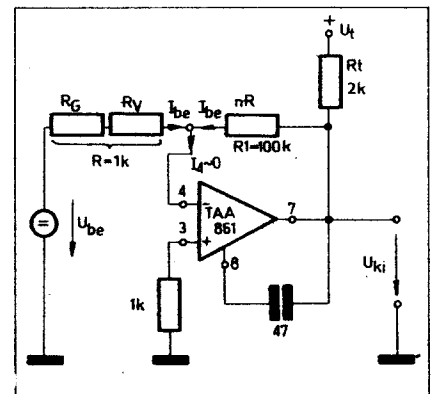 +
Ut
Rt
2k
RG RV Ibe Ibe nR
R=1k
R1=100k
I4~0
4
−
TAA
861
7
3
+
8
Ube
1k
47
Uki
=